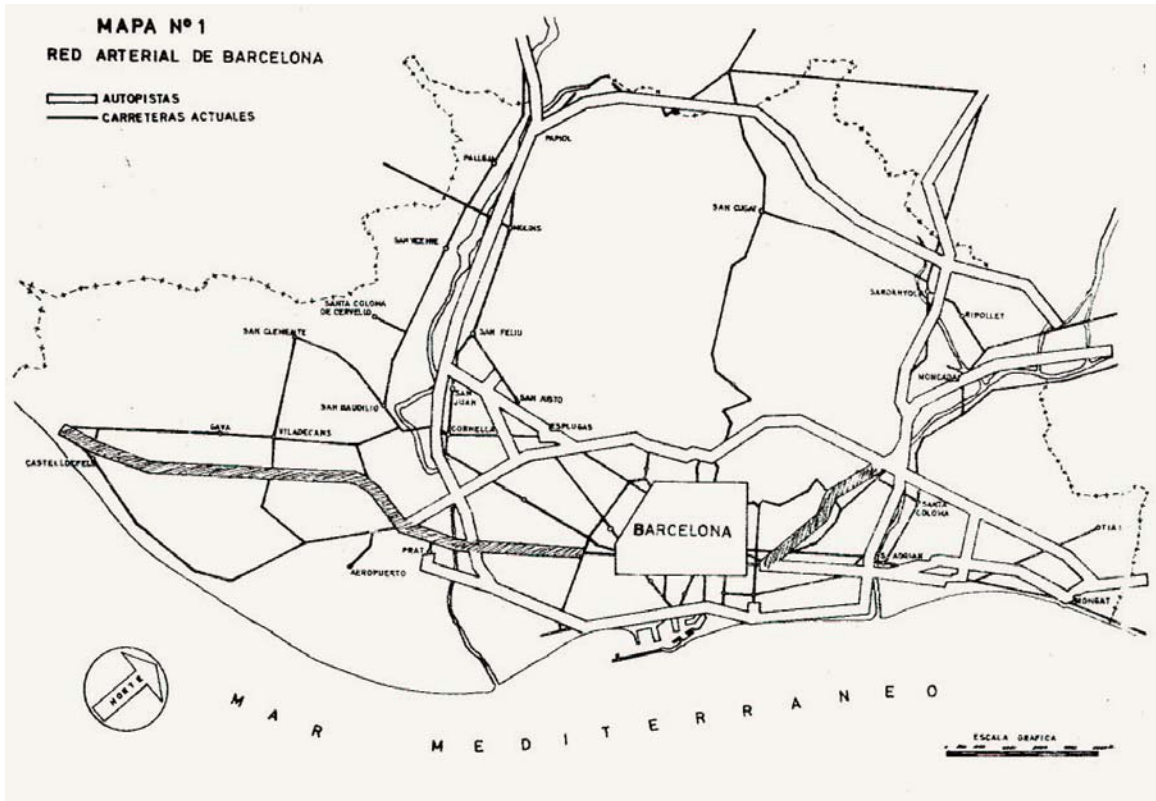 MAPA Nº 1
RED ARTERIAL DE BARCELONA
AUTOPISTAS
CARRETERAS ACTUALES
PAPIOL
PALLEJA
SAN CUGAT
MOLINS
SAN VICENTE
SARDANYOLA
SANTA COLOMA
DE CERVELLO
RIPOLLET
SAN CLEMENTE
SAN FELIU
MONCADA
SAN JUAN
SAN JUSTO
SAN BAUDILIO
ESPLUGAS
GAVA
VILADECANS
CORNELLA
CASTELLDEFELS
SANTA
COLOMA
BARCELONA
PRAT
S. ADRIAN
AEROPUERTO
MONGAT
NORTE
MAR MEDITERRANEO
ESCALA GRAFICA